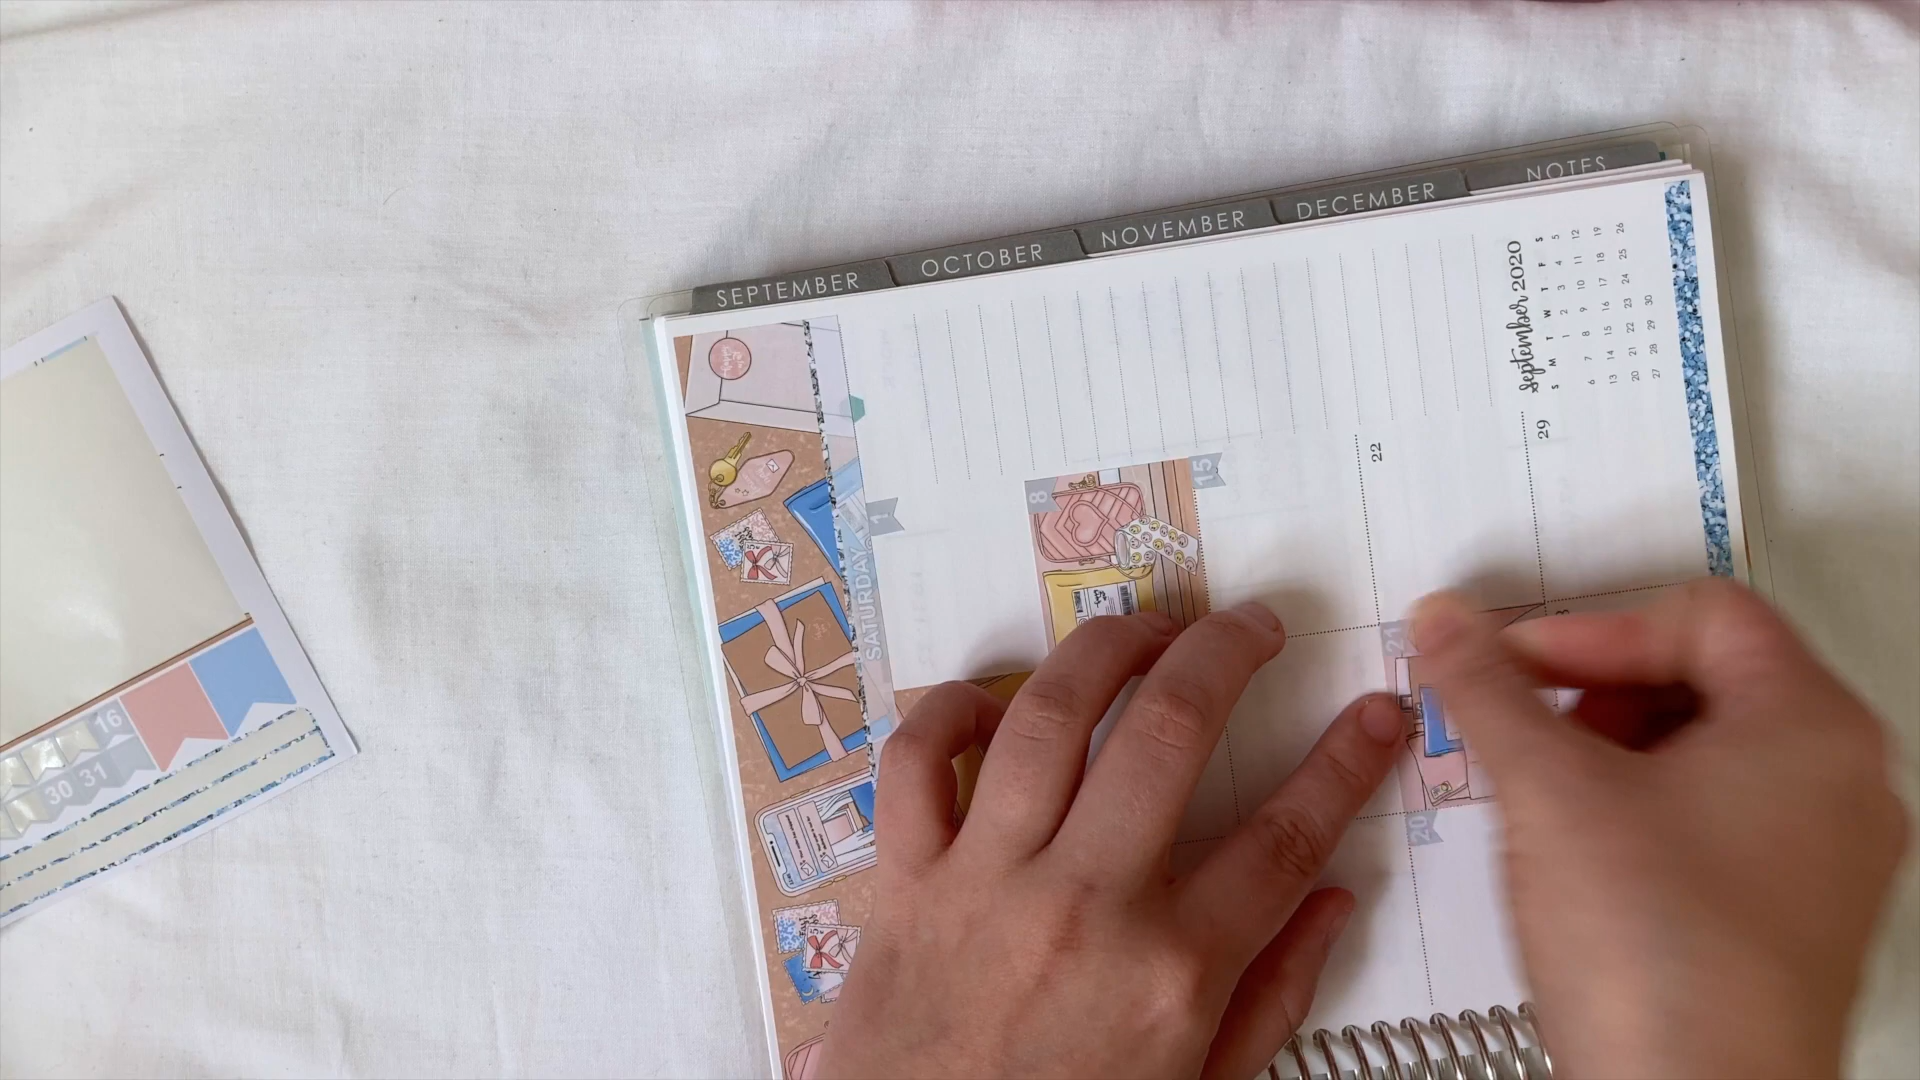 SEPTEMBER
OCTOBER
NOVEMBER
DECEMBER
NOTES
september 2020
S M T W T F S
1 2 3 4 5
6 7 8 9 10 11 12
13 14 15 16 17 18 19
20 21 22 23 24 25 26
27 28 29 30
SATURDAY
1
8
15
22
29
21
20
16
30 31